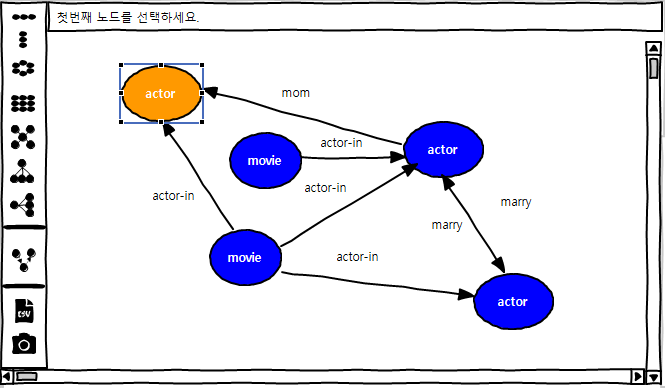 첫번째 노드를 선택하세요.
actor
mom
movie
actor-in
actor
actor-in
actor-in
marry
marry
movie
actor-in
actor
CSV